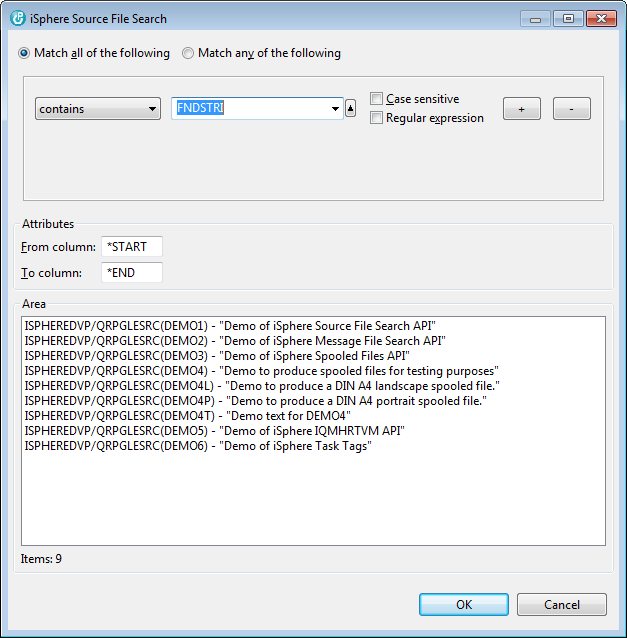 iSphere Source File Search
Match all of the following Match any of the following
contains FNDSTRI Case sensitive + -
Regular expression
Attributes
From column: *START
To column: *END
Area
ISPHEREDVP/QRPGLESRC(DEMO1) - "Demo of iSphere Source File Search API"
ISPHEREDVP/QRPGLESRC(DEMO2) - "Demo of iSphere Message File Search API"
ISPHEREDVP/QRPGLESRC(DEMO3) - "Demo of iSphere Spooled Files API"
ISPHEREDVP/QRPGLESRC(DEMO4) - "Demo to produce spooled files for testing purposes"
ISPHEREDVP/QRPGLESRC(DEMO4L) - "Demo to produce a DIN A4 landscape spooled file."
ISPHEREDVP/QRPGLESRC(DEMO4P) - "Demo to produce a DIN A4 portrait spooled file."
ISPHEREDVP/QRPGLESRC(DEMO4T) - "Demo text for DEMO4"
ISPHEREDVP/QRPGLESRC(DEMO5) - "Demo of iSphere IQMHRTVM API"
ISPHEREDVP/QRPGLESRC(DEMO6) - "Demo of iSphere Task Tags"
Items: 9
OK Cancel